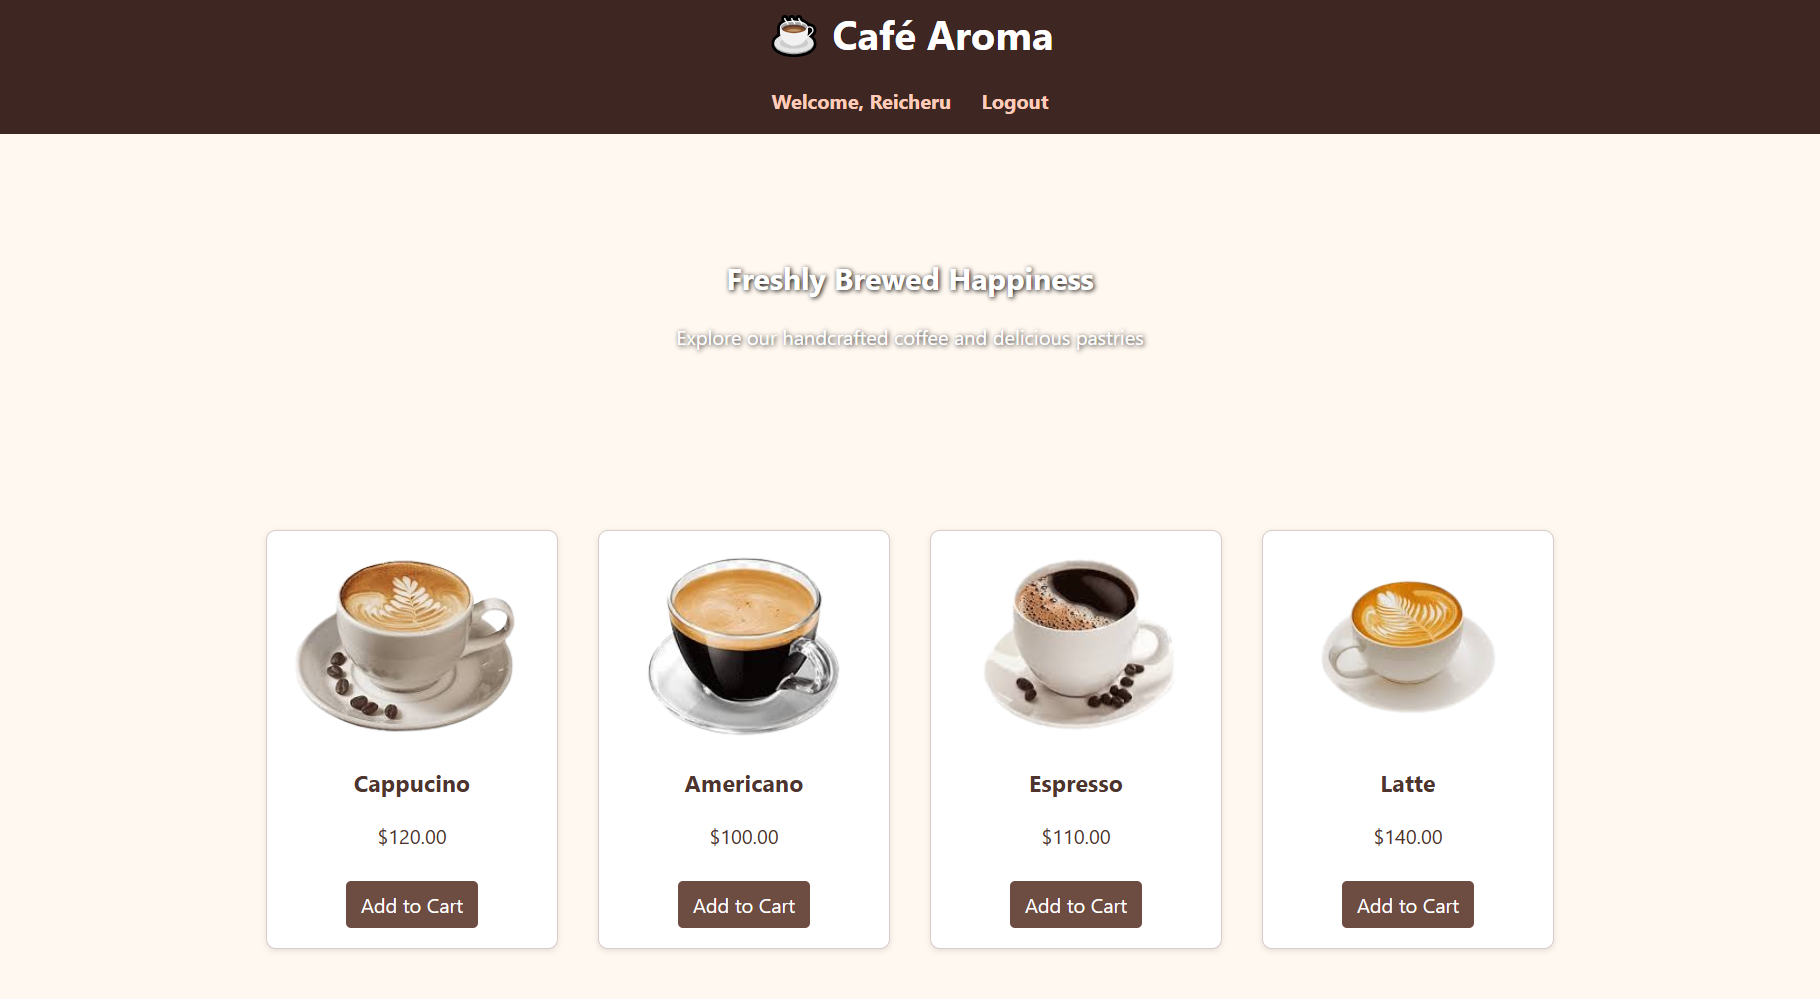 Café Aroma
Welcome, Reicheru Logout
Freshly Brewed Happiness
Explore our handcrafted coffee and delicious pastries
Cappucino
$120.00
Add to Cart
Americano
$100.00
Add to Cart
Espresso
$110.00
Add to Cart
Latte
$140.00
Add to Cart